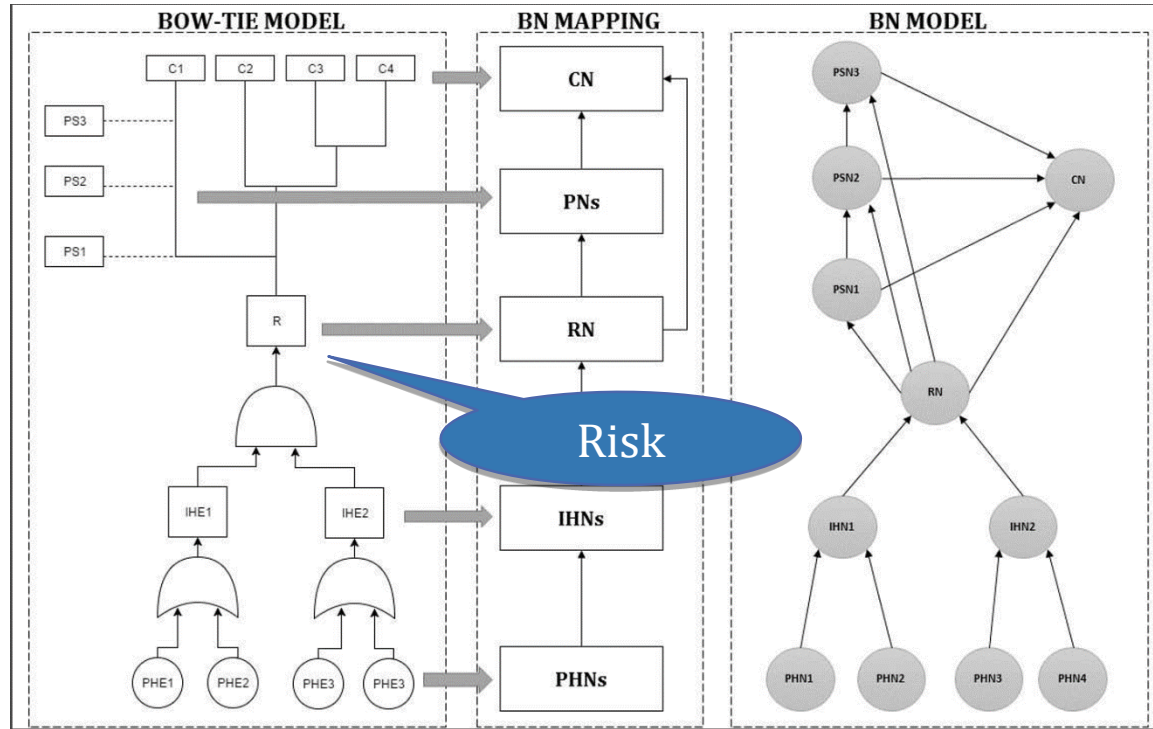 BOW-TIE MODEL
C1
C2
C3
C4
PS3
PS2
PS1
R
IHE1
IHE2
PHE1
PHE2
PHE3
PHE3
BN MAPPING
CN
PNs
RN
Risk
IHNs
PHNs
BN MODEL
PSN3
PSN2
CN
PSN1
RN
IHN1
IHN2
PHN1
PHN2
PHN3
PHN4